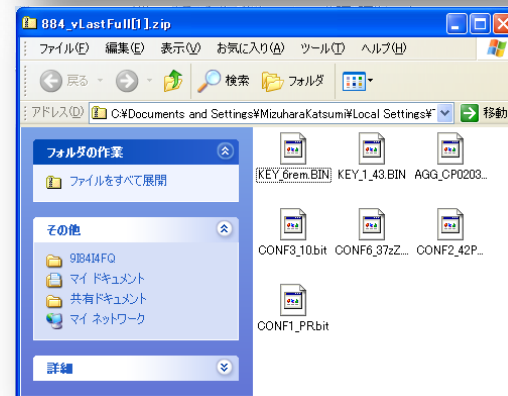 884_vLastFull[1].zip
ファイル(F) 編集(E) 表示(V) お気に入り(A) ツール(T) ヘルプ(H)
戻る 検索 フォルダ
アドレス(D) C:¥Documents and Settings¥MizuharaKatsumi¥Local Settings¥ 移動
フォルダの作業
ファイルをすべて展開
その他
9IB4I4FQ
マイ ドキュメント
共有ドキュメント
マイ ネットワーク
詳細
KEY_6rem.BIN KEY_1_43.BIN AGG_CP0203...
CONF3_10.bit CONF6_37zZ... CONF2_42P...
CONF1_PR.bit